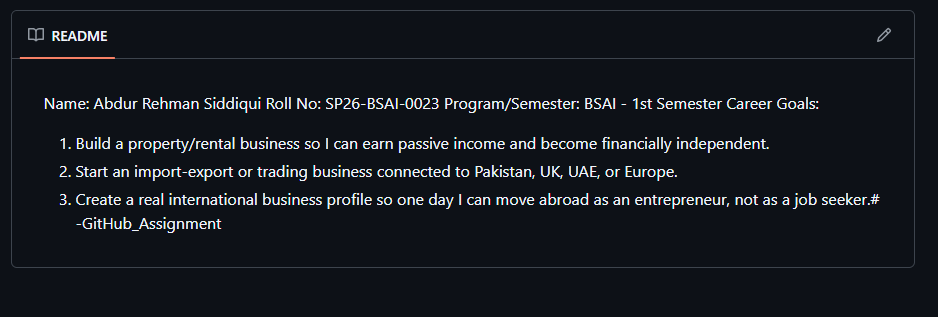 README
Name: Abdur Rehman Siddiqui Roll No: SP26-BSAI-0023 Program/Semester: BSAI - 1st Semester Career Goals:
1. Build a property/rental business so I can earn passive income and become financially independent.
2. Start an import-export or trading business connected to Pakistan, UK, UAE, or Europe.
3. Create a real international business profile so one day I can move abroad as an entrepreneur, not as a job seeker.#
-GitHub_Assignment